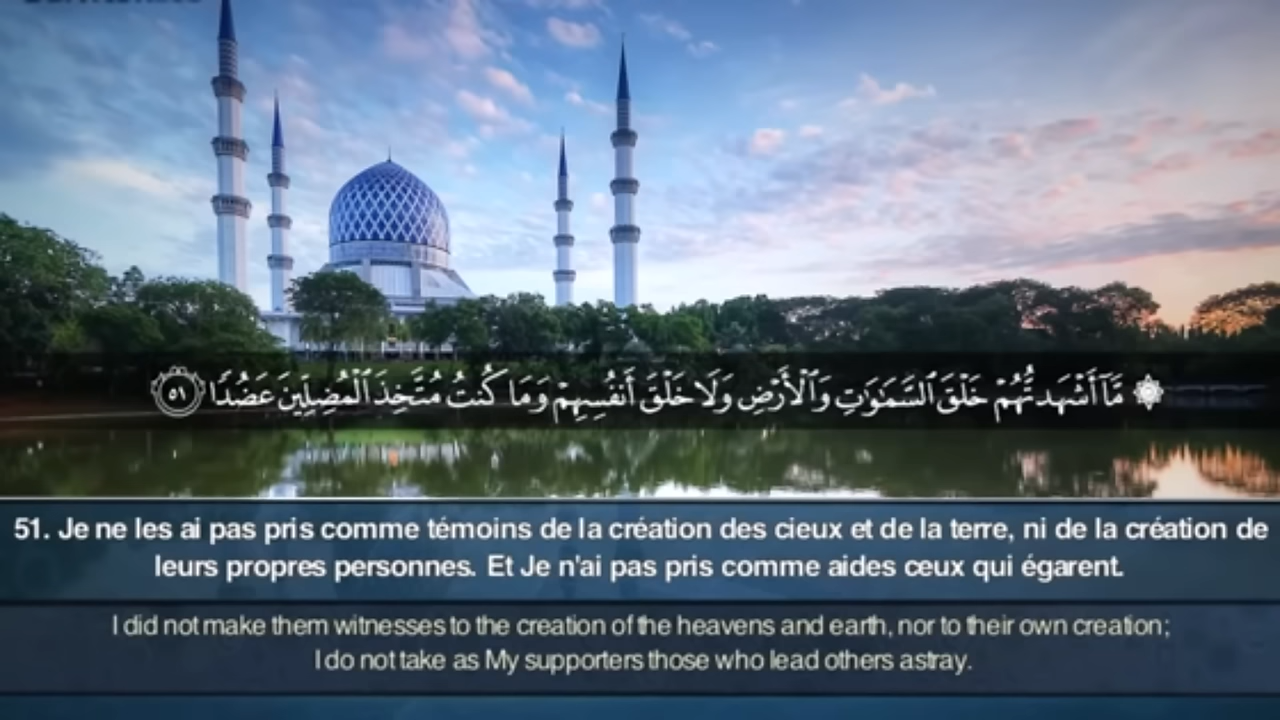 ۞ مَّآ أَشْهَدتُّهُمْ خَلْقَ ٱلسَّمَٰوَٰتِ وَٱلْأَرْضِ وَلَا خَلْقَ أَنفُسِهِمْ وَمَا كُنتُ مُتَّخِذَ ٱلْمُضِلِّينَ عَضُدًا ۝٥١
51. Je ne les ai pas pris comme témoins de la création des cieux et de la terre, ni de la création de
leurs propres personnes. Et Je n'ai pas pris comme aides ceux qui égarent.
I did not make them witnesses to the creation of the heavens and earth, nor to their own creation;
I do not take as My supporters those who lead others astray.